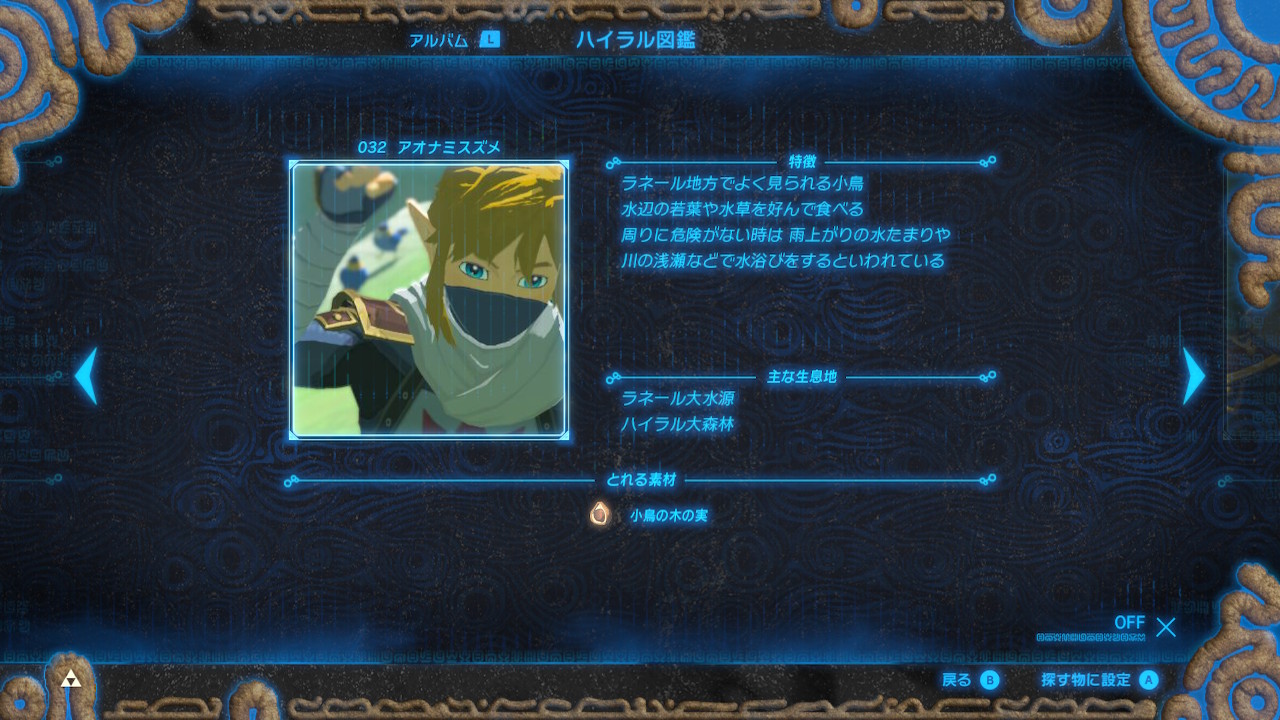 アルバム L
ハイラル図鑑
032 アオナミスズメ
特徴
ラネール地方でよく見られる小鳥
水辺の若葉や水草を好んで食べる
周りに危険がない時は 雨上がりの水たまりや
川の浅瀬などで水浴びをするといわれている
主な生息地
ラネール大水源
ハイラル大森林
とれる素材
小鳥の木の実
OFF
戻る B
探す物に設定 A